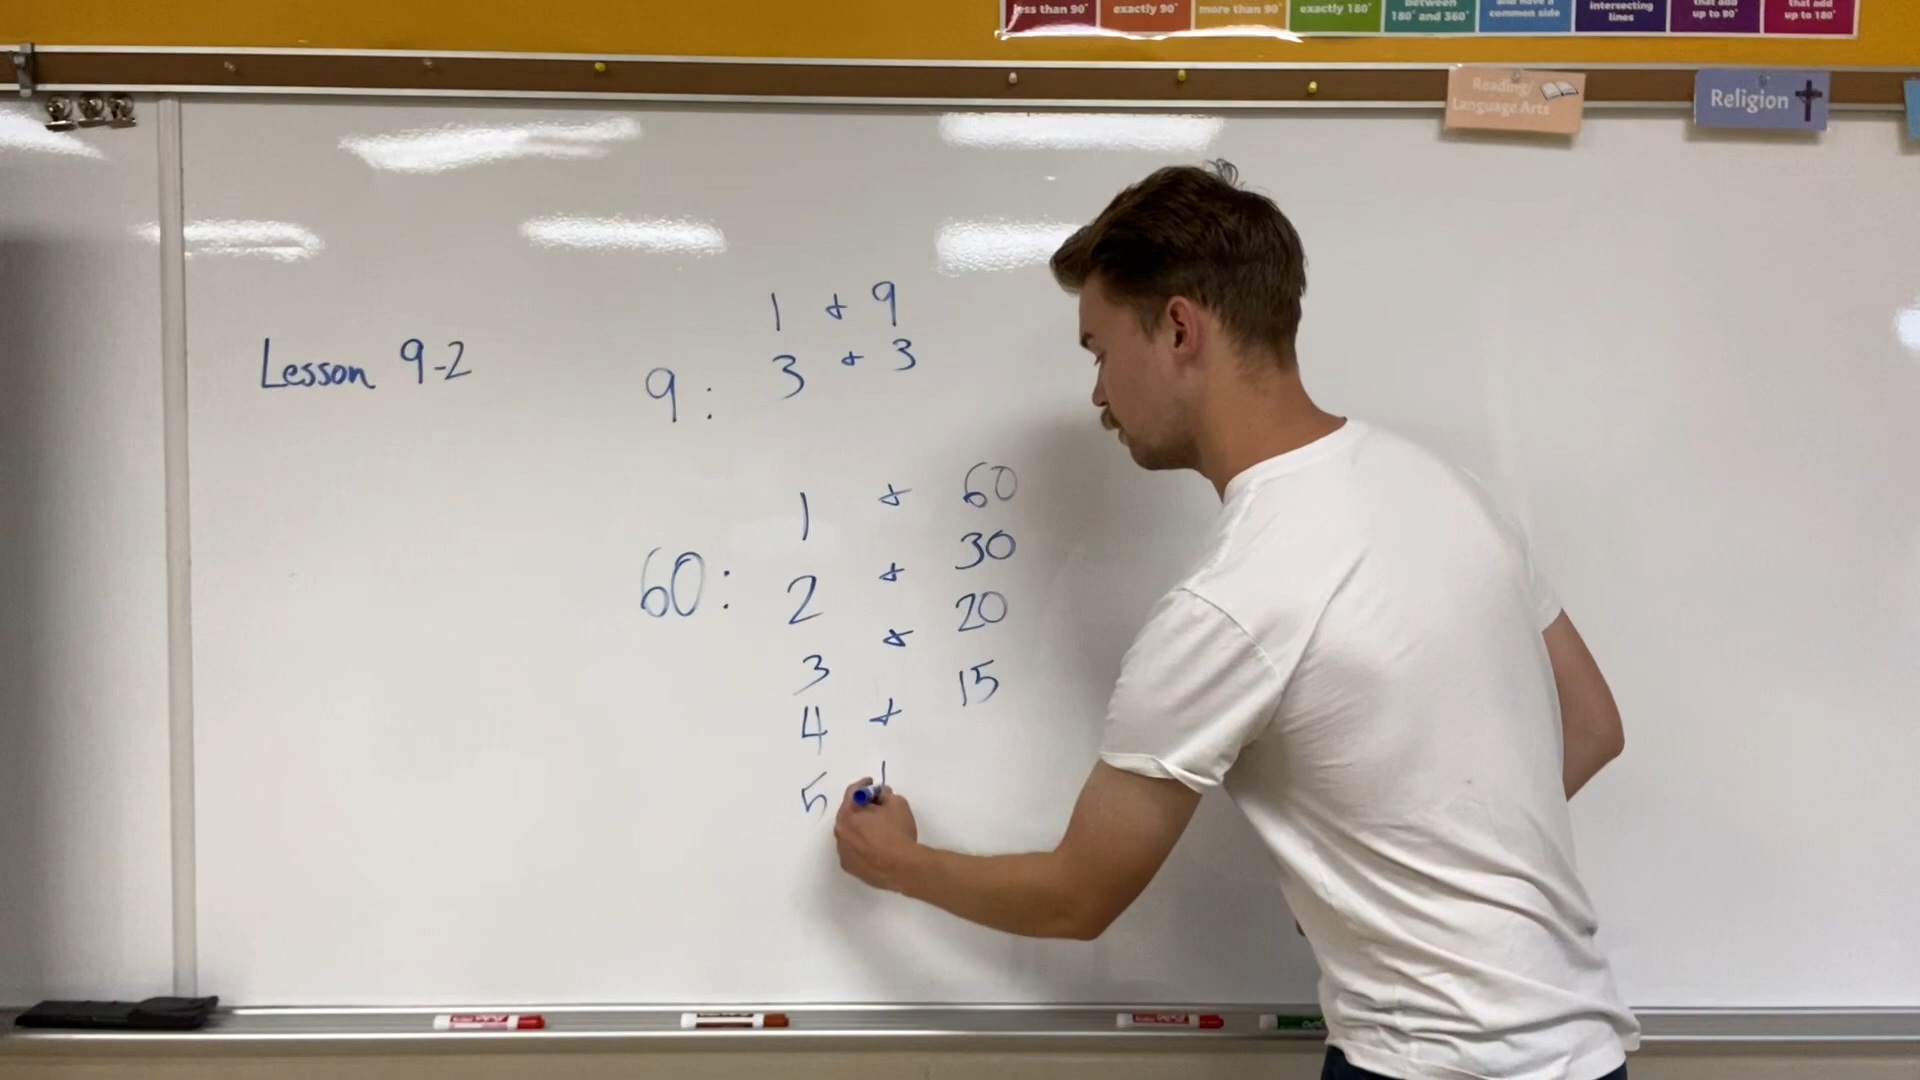 less than 90°
exactly 90°
more than 90°
exactly 180°
between 180° and 360°
and have a common side
intersecting lines
that add up to 90°
that add up to 180°
Reading/
Language Arts
Religion
Lesson 9-2
9:
1 + 9
3 + 3
60:
1 + 60
2 + 30
3 + 20
4 + 15
5